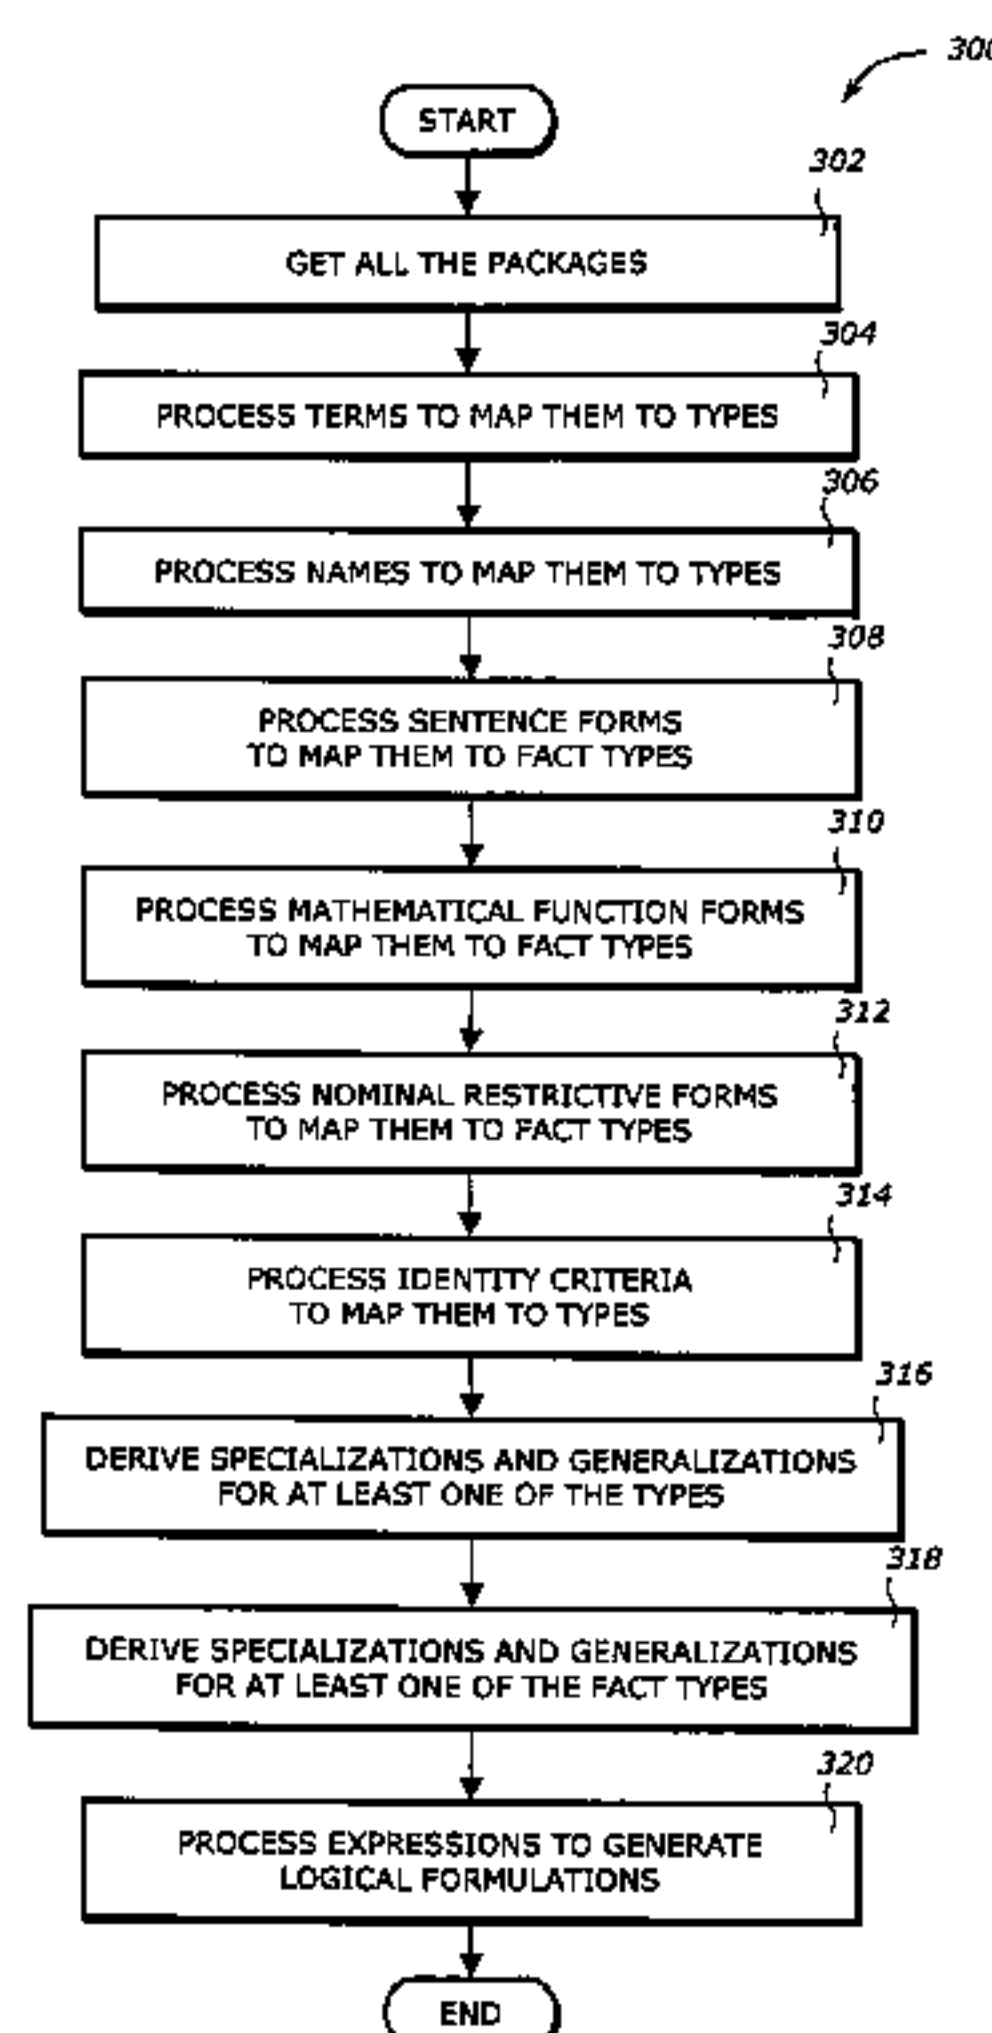 300
START
302
GET ALL THE PACKAGES
304
PROCESS TERMS TO MAP THEM TO TYPES
306
PROCESS NAMES TO MAP THEM TO TYPES
308
PROCESS SENTENCE FORMS
TO MAP THEM TO FACT TYPES
310
PROCESS MATHEMATICAL FUNCTION FORMS
TO MAP THEM TO FACT TYPES
312
PROCESS NOMINAL RESTRICTIVE FORMS
TO MAP THEM TO FACT TYPES
314
PROCESS IDENTITY CRITERIA
TO MAP THEM TO TYPES
316
DERIVE SPECIALIZATIONS AND GENERALIZATIONS
FOR AT LEAST ONE OF THE TYPES
318
DERIVE SPECIALIZATIONS AND GENERALIZATIONS
FOR AT LEAST ONE OF THE FACT TYPES
320
PROCESS EXPRESSIONS TO GENERATE
LOGICAL FORMULATIONS
END